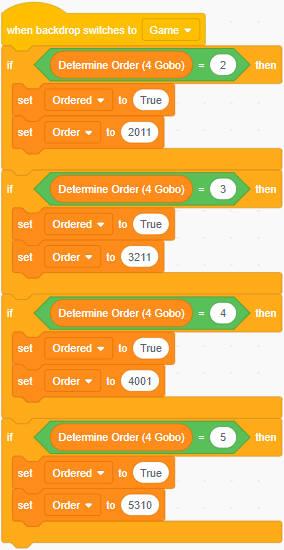 when backdrop switches to Game
if Determine Order (4 Gobo) = 2 then
set Ordered to True
set Order to 2011
if Determine Order (4 Gobo) = 3 then
set Ordered to True
set Order to 3211
if Determine Order (4 Gobo) = 4 then
set Ordered to True
set Order to 4001
if Determine Order (4 Gobo) = 5 then
set Ordered to True
set Order to 5310